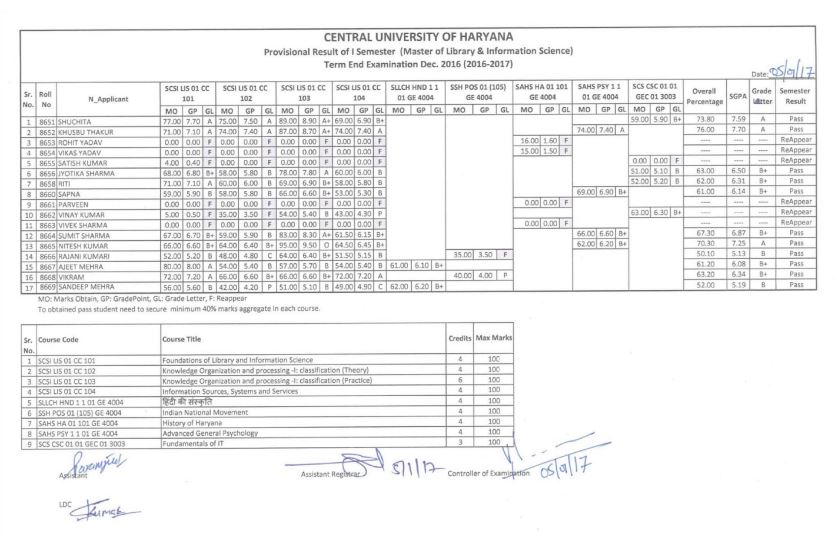 CENTRAL UNIVERSITY OF HARYANA
Provisional Result of I Semester (Master of Library & Information Science)
Term End Examination Dec. 2016 (2016-2017)
Date: 05/01/17
Sr. No. Roll No N_Applicant SCSI LIS 01 CC 101 SCSI LIS 01 CC 102 SCSI LIS 01 CC 103 SCSI LIS 01 CC 104 SLLCH HND 1 1 01 GE 4004 SSH POS 01 (105) GE 4004 SAHS HA 01 101 GE 4004 SAHS PSY 1 1 01 GE 4004 SCS CSC 01 01 GEC 01 3003 Overall Percentage SGPA Grade Letter Semester Result
MO GP GL MO GP GL MO GP GL MO GP GL MO GP GL MO GP GL MO GP GL MO GP GL MO GP GL
1 8651 SHUCHITA 77.00 7.70 A 75.00 7.50 A 89.00 8.90 A+ 69.00 6.90 B+ 59.00 5.90 B+ 73.80 7.59 A Pass
2 8652 KHUSBU THAKUR 71.00 7.10 A 74.00 7.40 A 87.00 8.70 A+ 74.00 7.40 A 74.00 7.40 A 76.00 7.70 A Pass
3 8653 ROHIT YADAV 0.00 0.00 F 0.00 0.00 F 0.00 0.00 F 0.00 0.00 F 16.00 1.60 F ---- ---- ---- ReAppear
4 8654 VIKAS YADAV 0.00 0.00 F 0.00 0.00 F 0.00 0.00 F 0.00 0.00 F 15.00 1.50 F ---- ---- ---- ReAppear
5 8655 SATISH KUMAR 4.00 0.40 F 0.00 0.00 F 0.00 0.00 F 0.00 0.00 F 0.00 0.00 F ---- ---- ---- ReAppear
6 8656 JYOTIKA SHARMA 68.00 6.80 B+ 58.00 5.80 B 78.00 7.80 A 60.00 6.00 B 51.00 5.10 B 63.00 6.50 B+ Pass
7 8658 RITI 71.00 7.10 A 60.00 6.00 B 69.00 6.90 B+ 58.00 5.80 B 52.00 5.20 B 62.00 6.31 B+ Pass
8 8660 SAPNA 59.00 5.90 B 58.00 5.80 B 66.00 6.60 B+ 53.00 5.30 B 69.00 6.90 B+ 61.00 6.14 B+ Pass
9 8661 PARVEEN 0.00 0.00 F 0.00 0.00 F 0.00 0.00 F 0.00 0.00 F 0.00 0.00 F ---- ---- ---- ReAppear
10 8662 VINAY KUMAR 5.00 0.50 F 35.00 3.50 F 54.00 5.40 B 43.00 4.30 P 63.00 6.30 B+ ---- ---- ---- ReAppear
11 8663 VIVEK SHARMA 0.00 0.00 F 0.00 0.00 F 0.00 0.00 F 0.00 0.00 F 0.00 0.00 F ---- ---- ---- ReAppear
12 8664 SUMIT SHARMA 67.00 6.70 B+ 59.00 5.90 B 83.00 8.30 A+ 61.50 6.15 B+ 66.00 6.60 B+ 67.30 6.87 B+ Pass
13 8665 NITESH KUMAR 66.00 6.60 B+ 64.00 6.40 B+ 95.00 9.50 O 64.50 6.45 B+ 62.00 6.20 B+ 70.30 7.25 A Pass
14 8666 RAJANI KUMARI 52.00 5.20 B 48.00 4.80 C 64.00 6.40 B+ 51.50 5.15 B 35.00 3.50 F 50.10 5.13 B Pass
15 8667 AJEET MEHRA 80.00 8.00 A 54.00 5.40 B 57.00 5.70 B 54.00 5.40 B 61.00 6.10 B+ 61.20 6.08 B+ Pass
16 8668 VIKRAM 72.00 7.20 A 66.00 6.60 B+ 66.00 6.60 B+ 72.00 7.20 A 40.00 4.00 P 63.20 6.34 B+ Pass
17 8669 SANDEEP MEHRA 56.00 5.60 B 42.00 4.20 P 51.00 5.10 B 49.00 4.90 C 62.00 6.20 B+ 52.00 5.19 B Pass
MO: Marks Obtain, GP: GradePoint, GL: Grade Letter, F: Reappear
To obtained pass student need to secure minimum 40% marks aggregate in each course.
Sr. No. Course Code Course Title Credits Max Marks
1 SCSI LIS 01 CC 101 Foundations of Library and Information Science 4 100
2 SCSI LIS 01 CC 102 Knowledge Organization and processing -I: classification (Theory) 4 100
3 SCSI LIS 01 CC 103 Knowledge Organization and processing -I: classification (Practice) 6 100
4 SCSI LIS 01 CC 104 Information Sources, Systems and Services 4 100
5 SLLCH HND 1 1 01 GE 4004 हिंदी की संस्कृति 4 100
6 SSH POS 01 (105) GE 4004 Indian National Movement 4 100
7 SAHS HA 01 101 GE 4004 History of Haryana 4 100
8 SAHS PSY 1 1 01 GE 4004 Advanced General Psychology 4 100
9 SCS CSC 01 01 GEC 01 3003 Fundamentals of IT 3 100
Assistant Assistant Registrar 5/1/17 Controller of Examination 05/01/17
LDC